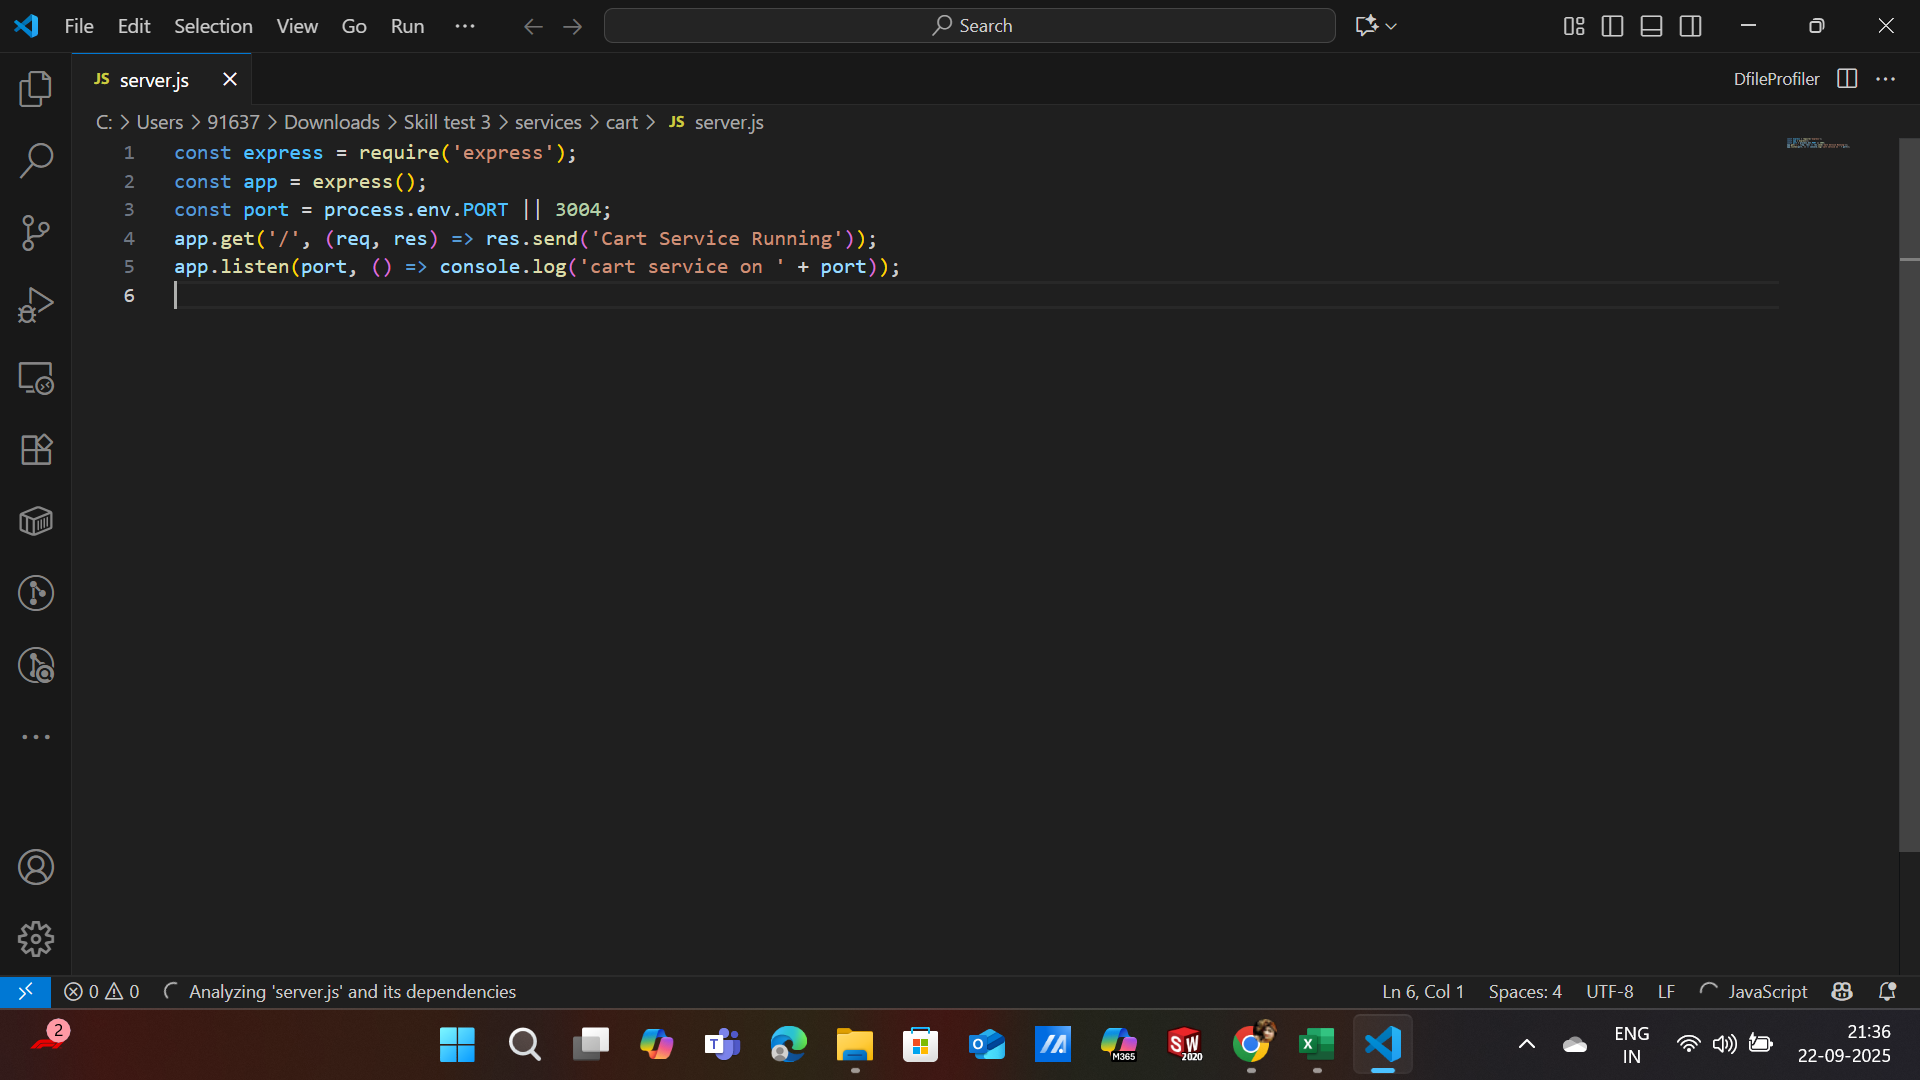 File Edit Selection View Go Run ··· Search
JS server.js DfileProfiler ···
C: > Users > 91637 > Downloads > Skill test 3 > services > cart > JS server.js
1 const express = require('express');
2 const app = express();
3 const port = process.env.PORT || 3004;
4 app.get('/', (req, res) => res.send('Cart Service Running'));
5 app.listen(port, () => console.log('cart service on ' + port));
6
0 0 Analyzing 'server.js' and its dependencies Ln 6, Col 1 Spaces: 4 UTF-8 LF JavaScript
2 T O M365 SW 2020 X ENG 21:36
IN 22-09-2025